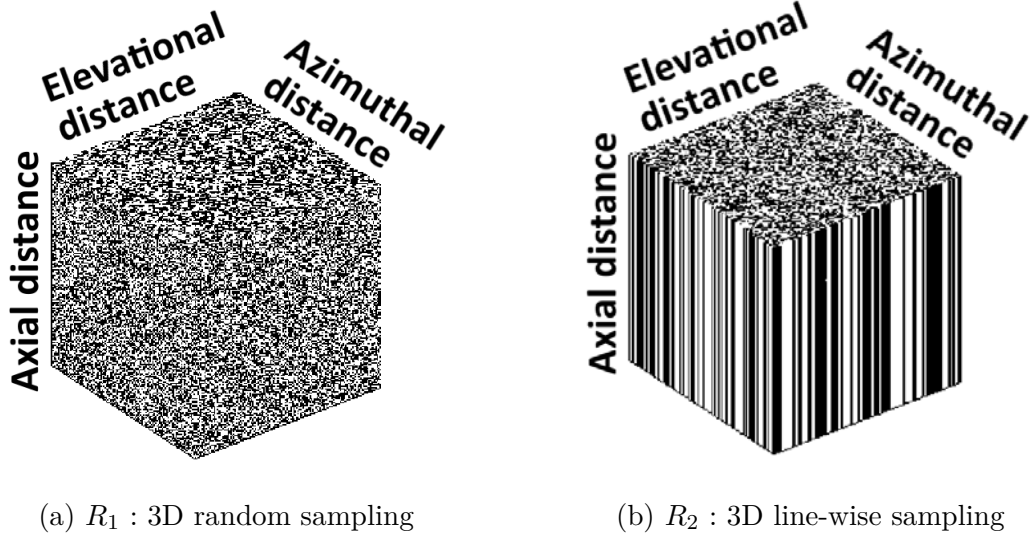 Elevational
distance
Azimuthal
distance
Axial distance
Elevational
distance
Azimuthal
distance
Axial distance
(a) R₁ : 3D random sampling
(b) R₂ : 3D line-wise sampling